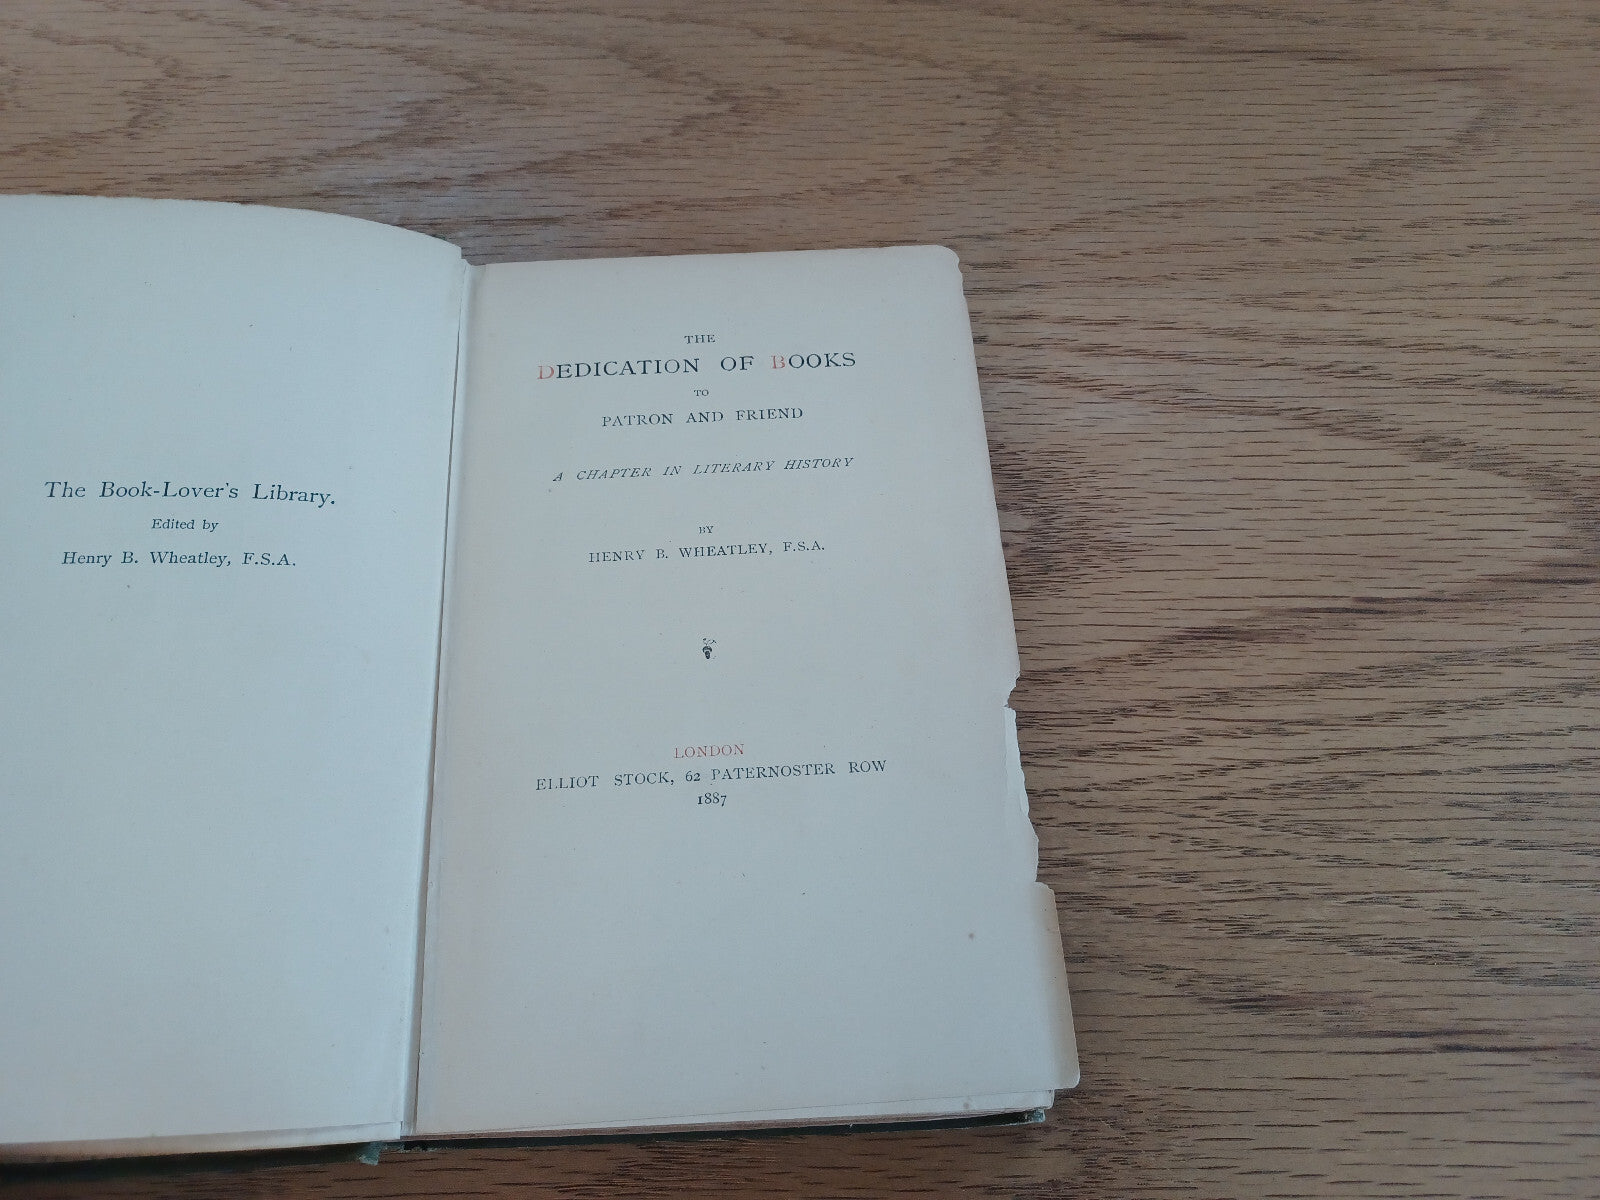 The Book-Lover's Library.
Edited by
Henry B. Wheatley, F.S.A.
THE
DEDICATION OF BOOKS
TO
PATRON AND FRIEND
A CHAPTER IN LITERARY HISTORY
BY
HENRY B. WHEATLEY, F.S.A.
LONDON
ELLIOT STOCK, 62 PATERNOSTER ROW
1887